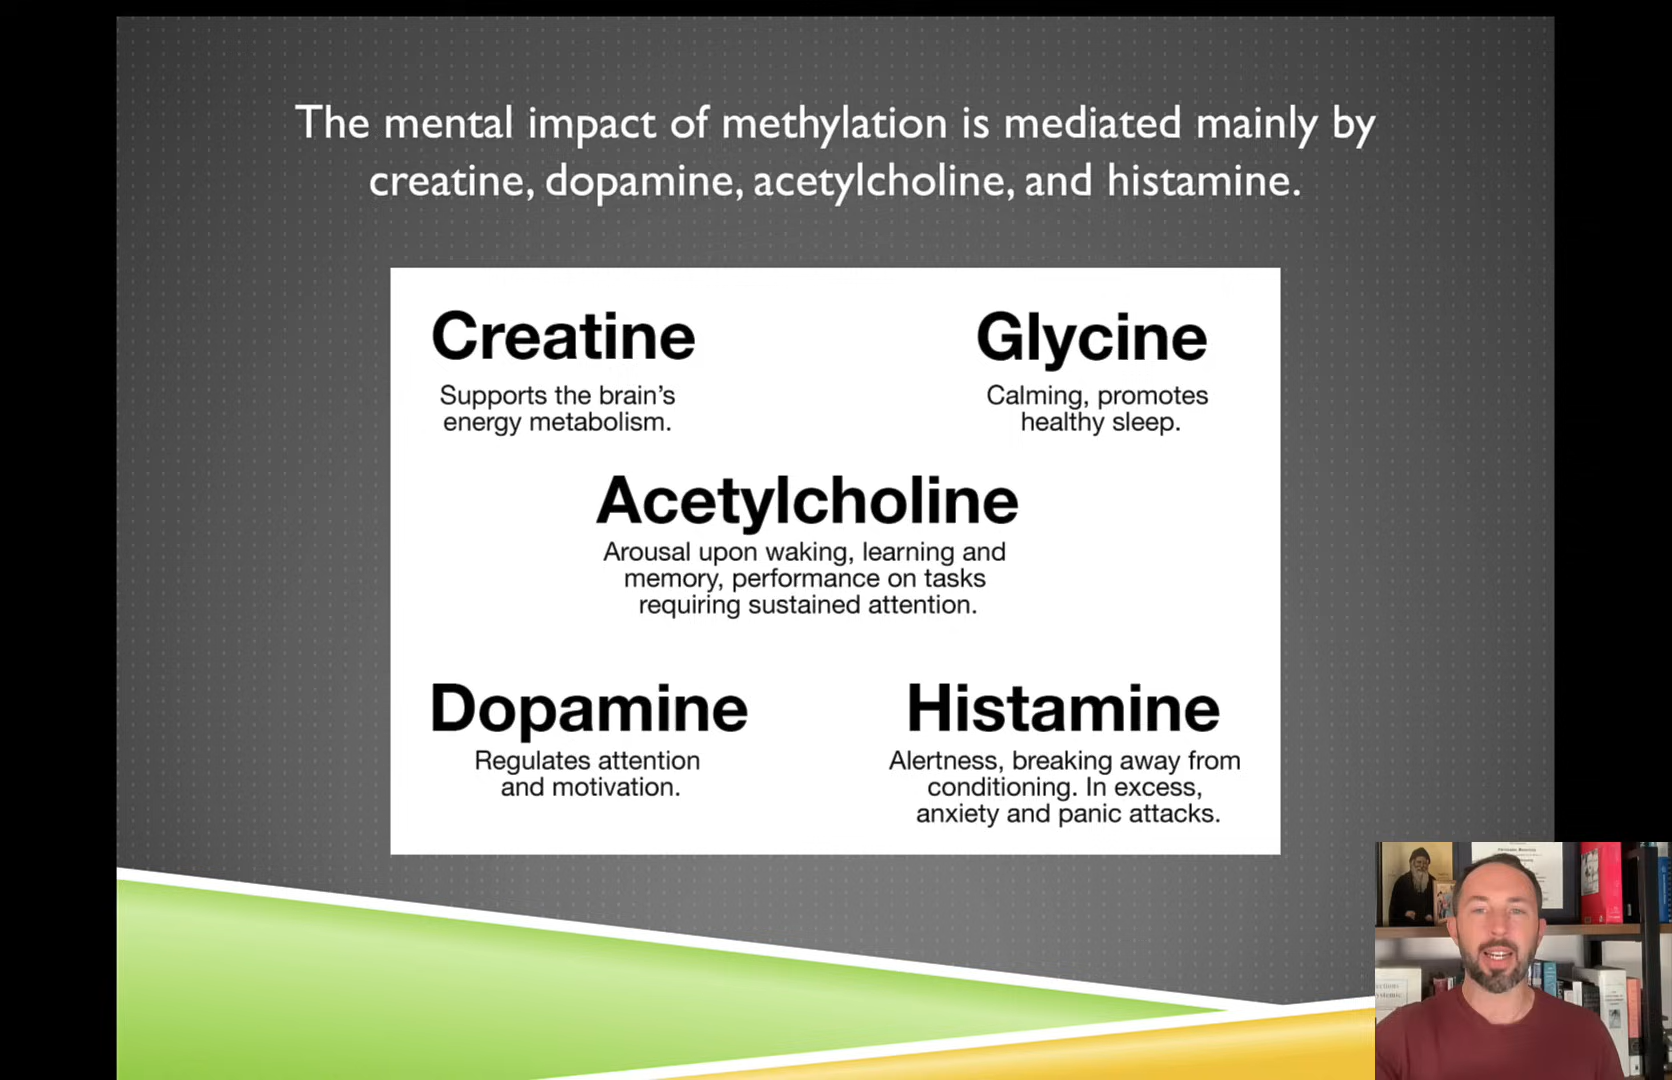 The mental impact of methylation is mediated mainly by
creatine, dopamine, acetylcholine, and histamine.
Creatine
Supports the brain's
energy metabolism.
Glycine
Calming, promotes
healthy sleep.
Acetylcholine
Arousal upon waking, learning and
memory, performance on tasks
requiring sustained attention.
Dopamine
Regulates attention
and motivation.
Histamine
Alertness, breaking away from
conditioning. In excess,
anxiety and panic attacks.